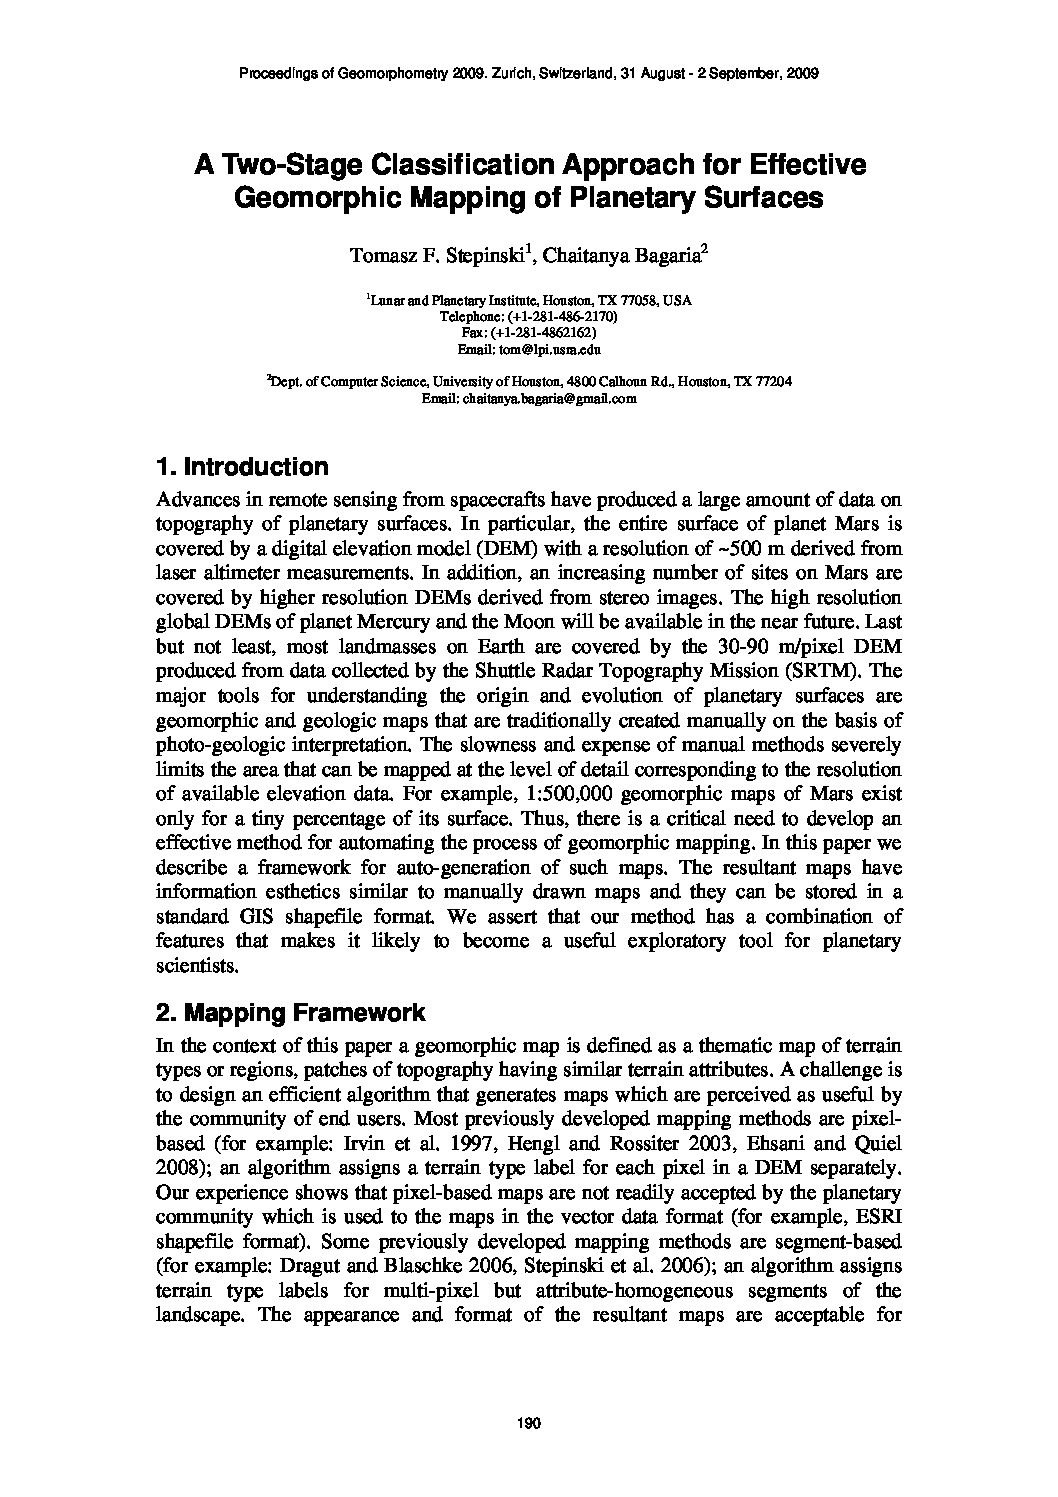 Proceedings of Geomorphometry 2009. Zurich, Switzerland, 31 August - 2 September, 2009
A Two-Stage Classification Approach for Effective
Geomorphic Mapping of Planetary Surfaces
Tomasz F. Stepinski1, Chaitanya Bagaria2
1Lunar and Planetary Institute, Houston, TX 77058, USA
Telephone: (+1-281-486-2170)
Fax: (+1-281-4862162)
Email: tom@lpi.usra.edu
2Dept. of Computer Science, University of Houston, 4800 Calhoun Rd., Houston, TX 77204
Email: chaitanya.bagaria@gmail.com
1. Introduction
Advances in remote sensing from spacecrafts have produced a large amount of data on
topography of planetary surfaces. In particular, the entire surface of planet Mars is
covered by a digital elevation model (DEM) with a resolution of ~500 m derived from
laser altimeter measurements. In addition, an increasing number of sites on Mars are
covered by higher resolution DEMs derived from stereo images. The high resolution
global DEMs of planet Mercury and the Moon will be available in the near future. Last
but not least, most landmasses on Earth are covered by the 30-90 m/pixel DEM
produced from data collected by the Shuttle Radar Topography Mission (SRTM). The
major tools for understanding the origin and evolution of planetary surfaces are
geomorphic and geologic maps that are traditionally created manually on the basis of
photo-geologic interpretation. The slowness and expense of manual methods severely
limits the area that can be mapped at the level of detail corresponding to the resolution
of available elevation data. For example, 1:500,000 geomorphic maps of Mars exist
only for a tiny percentage of its surface. Thus, there is a critical need to develop an
effective method for automating the process of geomorphic mapping. In this paper we
describe a framework for auto-generation of such maps. The resultant maps have
information esthetics similar to manually drawn maps and they can be stored in a
standard GIS shapefile format. We assert that our method has a combination of
features that makes it likely to become a useful exploratory tool for planetary
scientists.
2. Mapping Framework
In the context of this paper a geomorphic map is defined as a thematic map of terrain
types or regions, patches of topography having similar terrain attributes. A challenge is
to design an efficient algorithm that generates maps which are perceived as useful by
the community of end users. Most previously developed mapping methods are pixel-
based (for example: Irvin et al. 1997, Hengl and Rossiter 2003, Ehsani and Quiel
2008); an algorithm assigns a terrain type label for each pixel in a DEM separately.
Our experience shows that pixel-based maps are not readily accepted by the planetary
community which is used to the maps in the vector data format (for example, ESRI
shapefile format). Some previously developed mapping methods are segment-based
(for example: Dragut and Blaschke 2006, Stepinski et al. 2006); an algorithm assigns
terrain type labels for multi-pixel but attribute-homogeneous segments of the
landscape. The appearance and format of the resultant maps are acceptable for
190